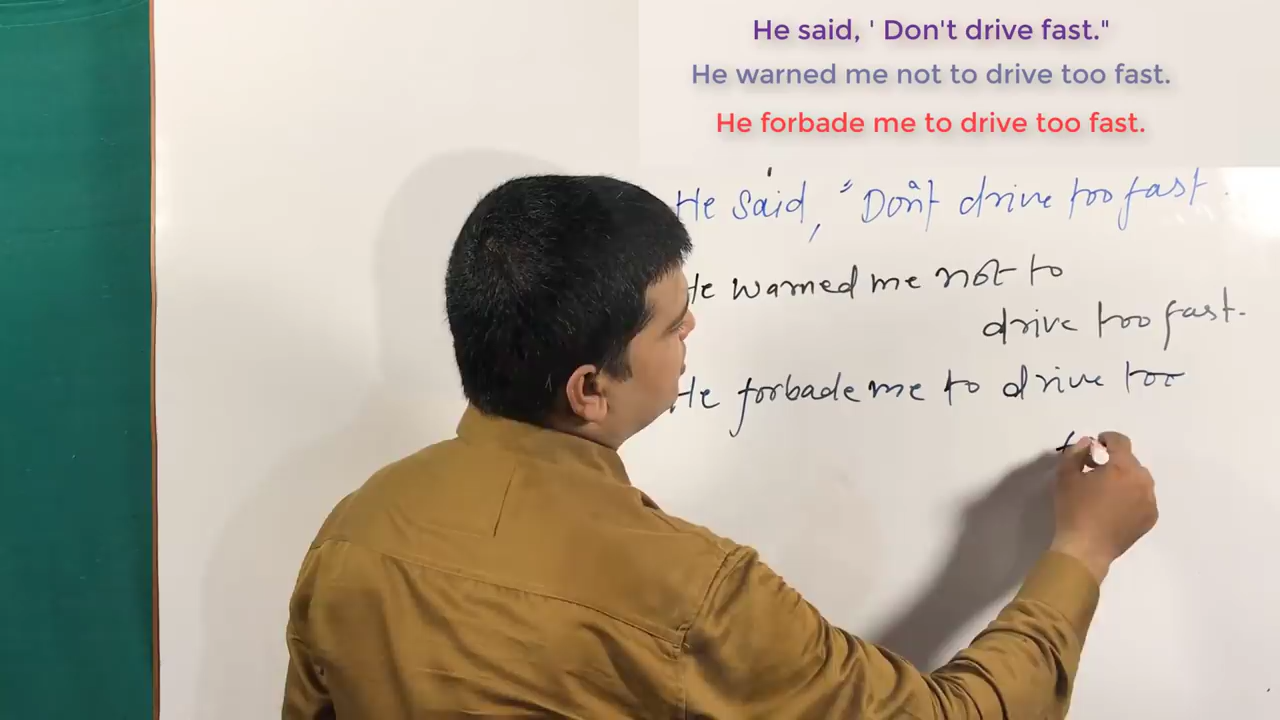 He said, ' Don't drive fast."
He warned me not to drive too fast.
He forbade me to drive too fast.
He said, "Don't drive too fast.
He warned me not to
drive too fast.
He forbade me to drive too